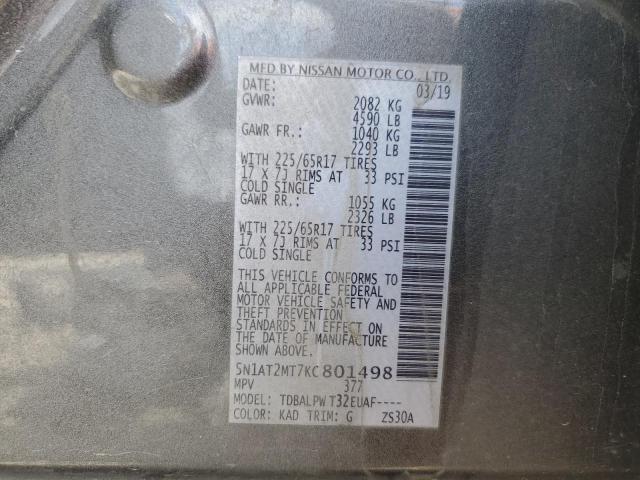 MFD BY NISSAN MOTOR CO., LTD.
DATE: 03/19
GVWR: 2082 KG
4590 LB
GAWR FR.: 1040 KG
2293 LB
WITH 225/65R17 TIRES
17 X 7J RIMS AT 33 PSI
COLD SINGLE
GAWR RR.: 1055 KG
2326 LB
WITH 225/65R17 TIRES
17 X 7J RIMS AT 33 PSI
COLD SINGLE
THIS VEHICLE CONFORMS TO
ALL APPLICABLE FEDERAL
MOTOR VEHICLE SAFETY AND
THEFT PREVENTION
STANDARDS IN EFFECT ON
THE DATE OF MANUFACTURE
SHOWN ABOVE.
5N1AT2MT7KC801498
MPV 377
MODEL: TDBALPWT32EUAF----
COLOR: KAD TRIM: G ZS30A